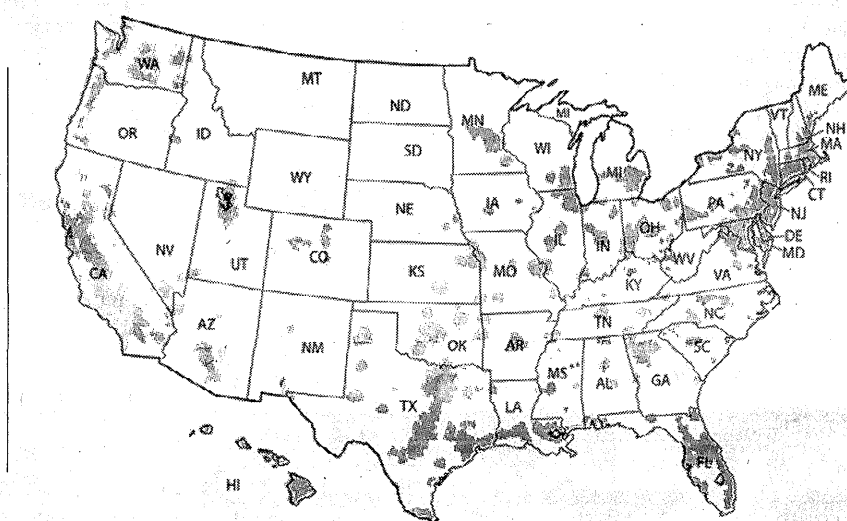 WA
MT
ND
MN
MI
VT
ME
OR
ID
SD
WI
MI
NY
NH
MA
WY
RI
CT
IA
NE
PA
NJ
NV
UT
CO
IL
IN
OH
DE
MD
WV
CA
KS
MO
KY
VA
AZ
NM
OK
AR
TN
NC
SC
TX
LA
MS**
AL
GA
FL
HI